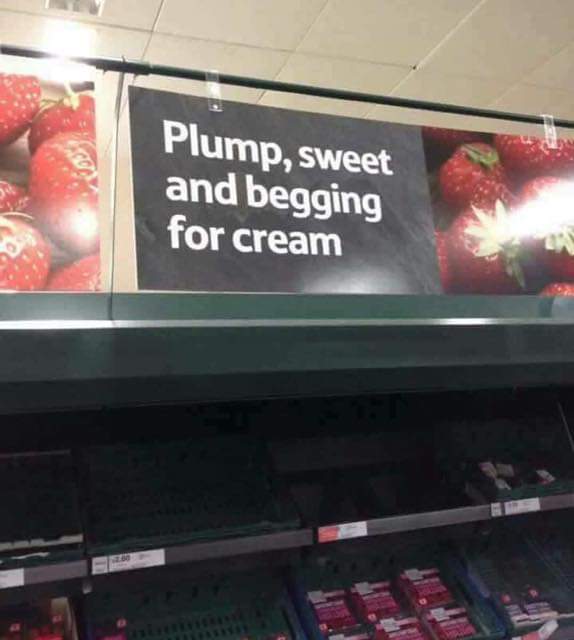 Plump, sweet
and begging
for cream